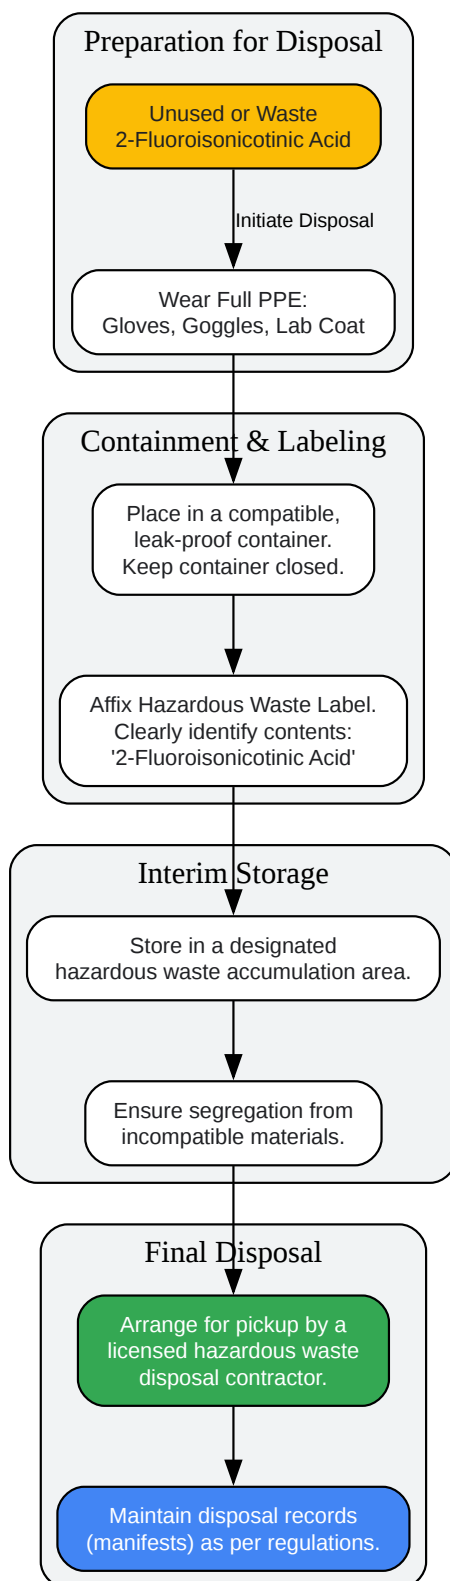 Preparation for Disposal
Unused or Waste
2-Fluoroisonicotinic Acid
Initiate Disposal
Wear Full PPE:
Gloves, Goggles, Lab Coat
Containment & Labeling
Place in a compatible,
leak-proof container.
Keep container closed.
Affix Hazardous Waste Label.
Clearly identify contents:
'2-Fluoroisonicotinic Acid'
Interim Storage
Store in a designated
hazardous waste accumulation area.
Ensure segregation from
incompatible materials.
Final Disposal
Arrange for pickup by a
licensed hazardous waste
disposal contractor.
Maintain disposal records
(manifests) as per regulations.